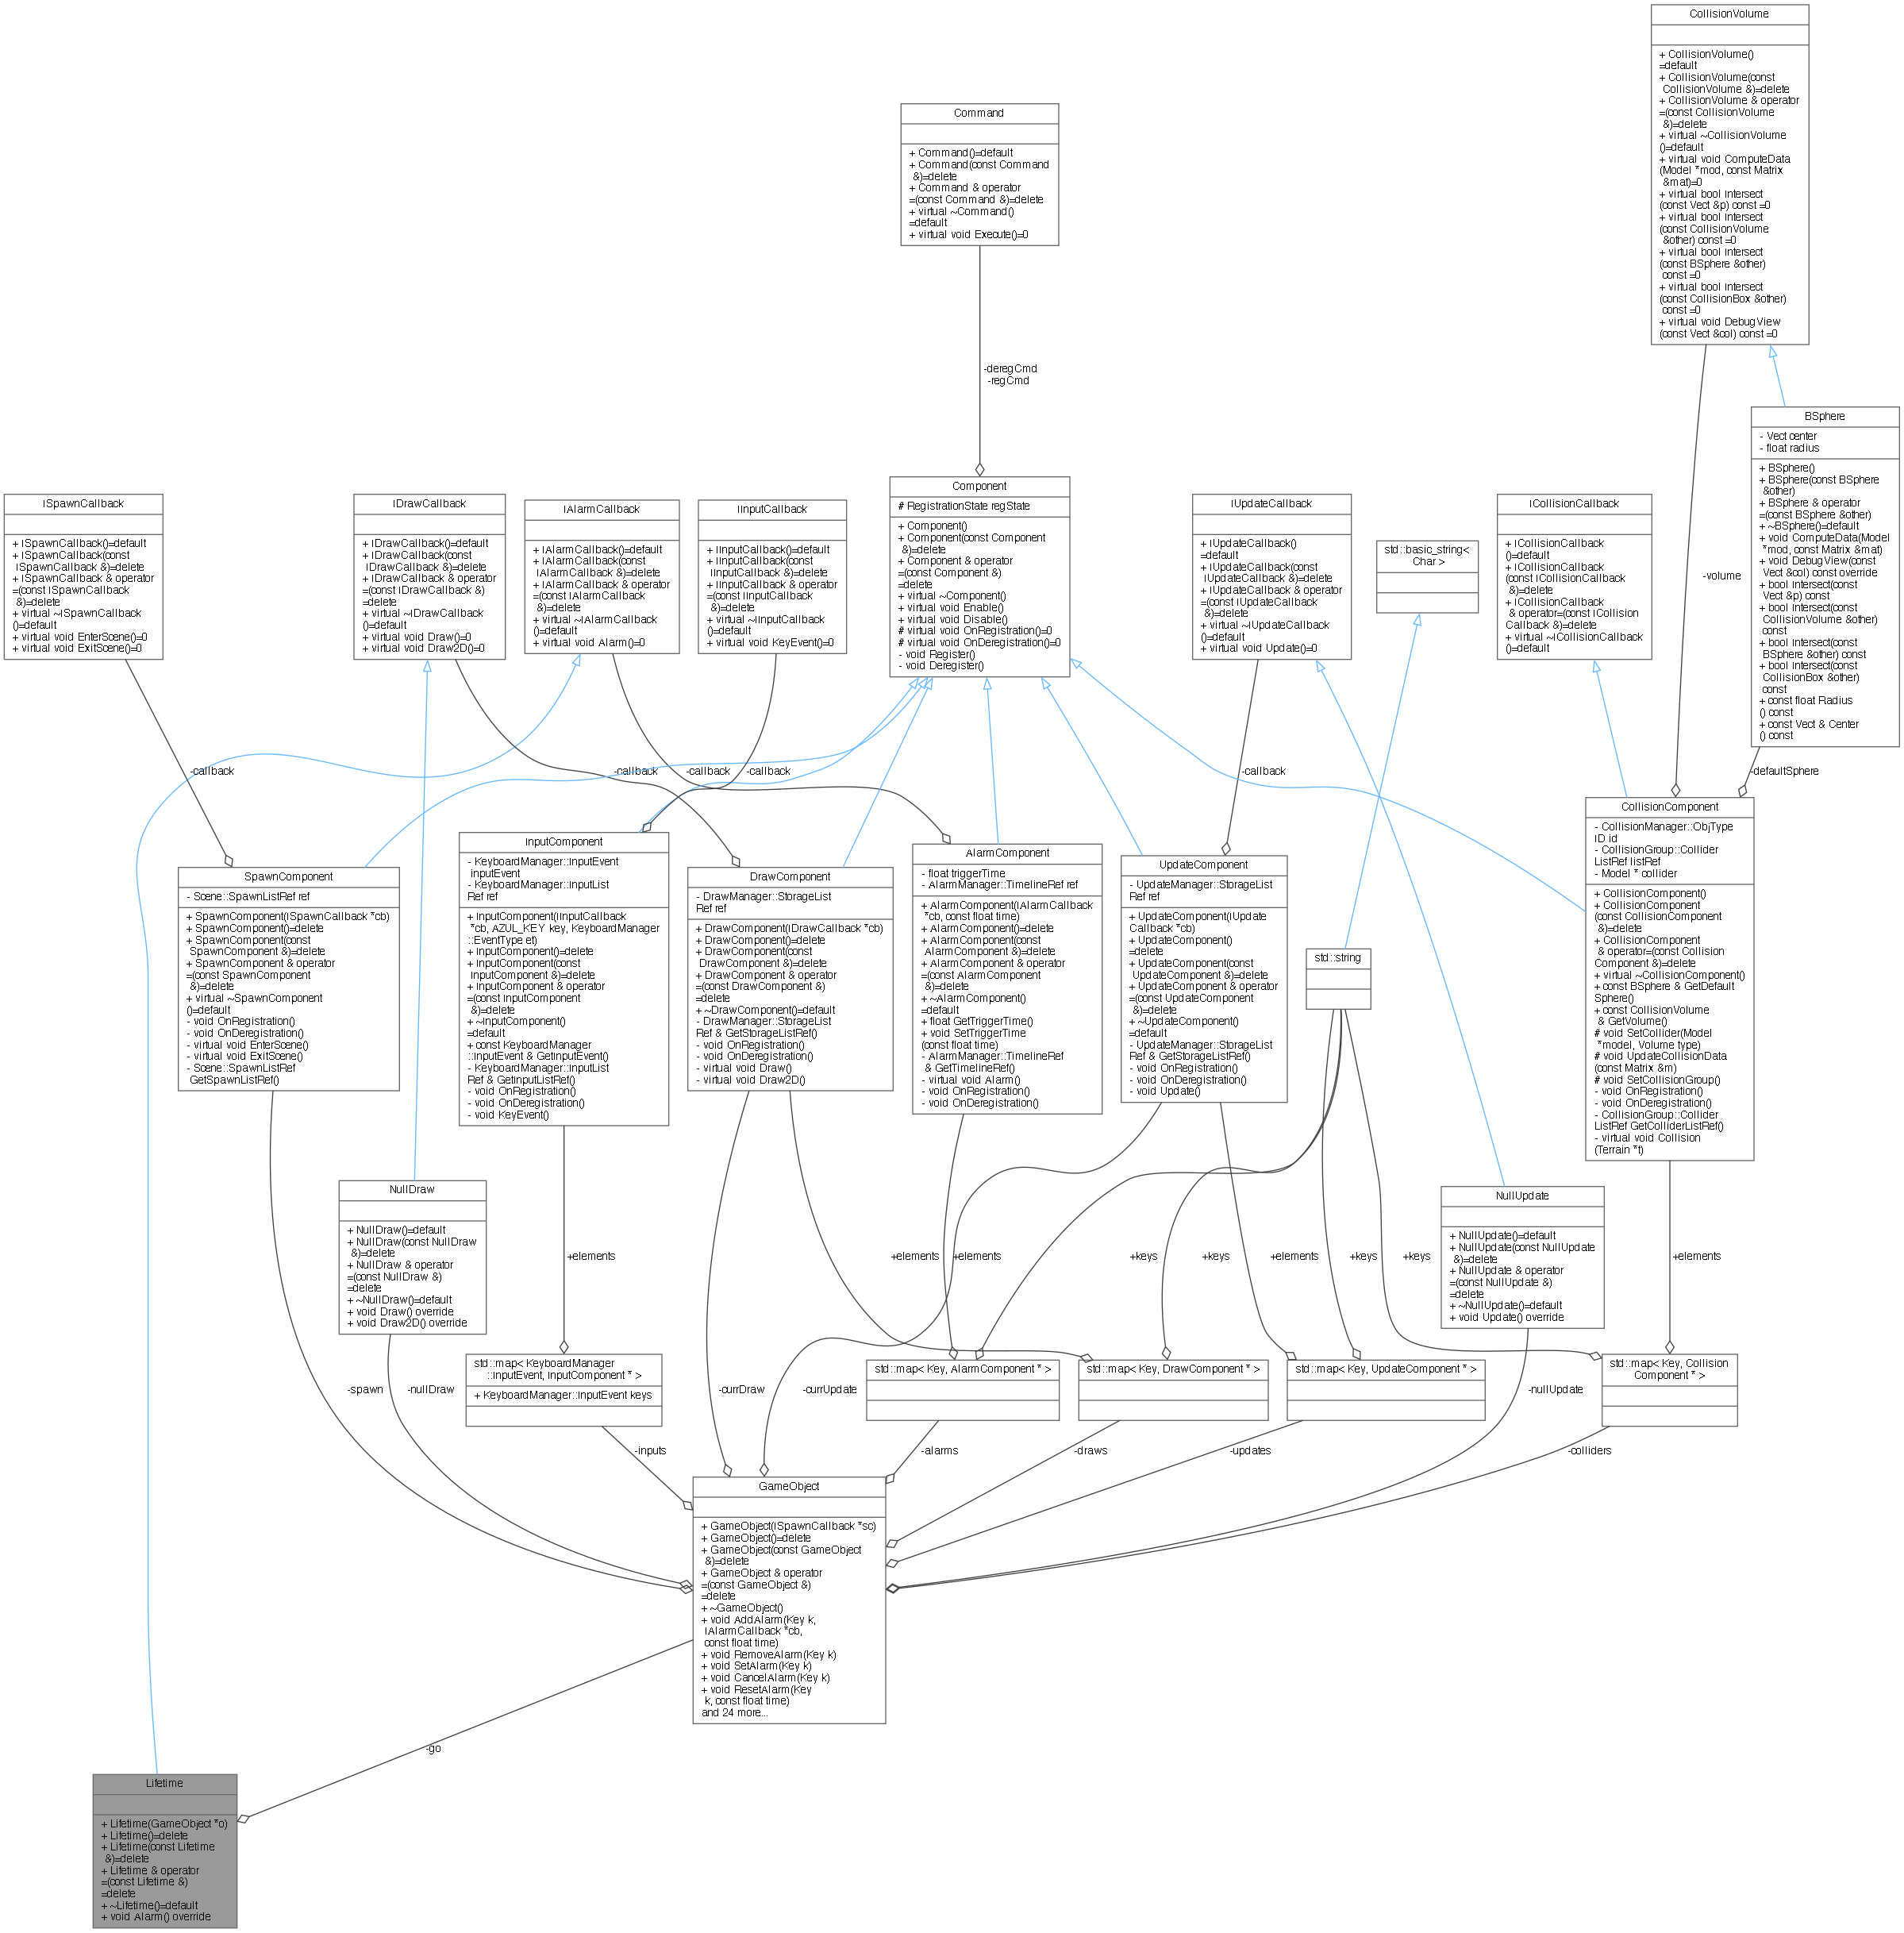 CollisionVolume
+ CollisionVolume()
=default
+ CollisionVolume(const
CollisionVolume &)=delete
+ CollisionVolume & operator
=(const CollisionVolume
&)=delete
+ virtual ~CollisionVolume
()=default
+ virtual void ComputeData
(Model *mod, const Matrix
&mat)=0
+ virtual bool Intersect
(const Vect &p) const =0
+ virtual bool Intersect
(const CollisionVolume
&other) const =0
+ virtual bool Intersect
(const BSphere &other)
const =0
+ virtual bool Intersect
(const CollisionBox &other)
const =0
+ virtual void DebugView
(const Vect &col) const =0
Command
+ Command()=default
+ Command(const Command
&)=delete
+ Command & operator
=(const Command &)=delete
+ virtual ~Command()
=default
+ virtual void Execute()=0
-deregCmd
-regCmd
-volume
BSphere
- Vect center
- float radius
+ BSphere()
+ BSphere(const BSphere
&other)
+ BSphere & operator
=(const BSphere &other)
+ ~BSphere()=default
+ void ComputeData(Model
*mod, const Matrix &mat)
+ void DebugView(const
Vect &col) const override
+ bool Intersect(const
Vect &p) const
+ bool Intersect(const
CollisionVolume &other)
const
+ bool Intersect(const
BSphere &other) const
+ bool Intersect(const
CollisionBox &other)
const
+ const float Radius
() const
+ const Vect & Center
() const
ISpawnCallback
+ ISpawnCallback()=default
+ ISpawnCallback(const
ISpawnCallback &)=delete
+ ISpawnCallback & operator
=(const ISpawnCallback
&)=delete
+ virtual ~ISpawnCallback
()=default
+ virtual void EnterScene()=0
+ virtual void ExitScene()=0
IDrawCallback
+ IDrawCallback()=default
+ IDrawCallback(const
IDrawCallback &)=delete
+ IDrawCallback & operator
=(const IDrawCallback &)
=delete
+ virtual ~IDrawCallback
()=default
+ virtual void Draw()=0
+ virtual void Draw2D()=0
IAlarmCallback
+ IAlarmCallback()=default
+ IAlarmCallback(const
IAlarmCallback &)=delete
+ IAlarmCallback & operator
=(const IAlarmCallback
&)=delete
+ virtual ~IAlarmCallback
()=default
+ virtual void Alarm()=0
IInputCallback
+ IInputCallback()=default
+ IInputCallback(const
IInputCallback &)=delete
+ IInputCallback & operator
=(const IInputCallback
&)=delete
+ virtual ~IInputCallback
()=default
+ virtual void KeyEvent()=0
Component
# RegistrationState regState
+ Component()
+ Component(const Component
&)=delete
+ Component & operator
=(const Component &)
=delete
+ virtual ~Component()
+ virtual void Enable()
+ virtual void Disable()
# virtual void OnRegistration()=0
# virtual void OnDeregistration()=0
- void Register()
- void Deregister()
IUpdateCallback
+ IUpdateCallback()
=default
+ IUpdateCallback(const
IUpdateCallback &)=delete
+ IUpdateCallback & operator
=(const IUpdateCallback
&)=delete
+ virtual ~IUpdateCallback
()=default
+ virtual void Update()=0
std::basic_string<
Char >
ICollisionCallback
+ ICollisionCallback
()=default
+ ICollisionCallback
(const ICollisionCallback
&)=delete
+ ICollisionCallback
& operator=(const ICollision
Callback &)=delete
+ virtual ~ICollisionCallback
()=default
-callback
-callback
-callback
-callback
-callback
-defaultSphere
SpawnComponent
- Scene::SpawnListRef ref
+ SpawnComponent(ISpawnCallback *cb)
+ SpawnComponent()=delete
+ SpawnComponent(const
SpawnComponent &)=delete
+ SpawnComponent & operator
=(const SpawnComponent
&)=delete
+ virtual ~SpawnComponent
()=default
- void OnRegistration()
- void OnDeregistration()
- virtual void EnterScene()
- virtual void ExitScene()
- Scene::SpawnListRef
GetSpawnListRef()
InputComponent
- KeyboardManager::InputEvent
inputEvent
- KeyboardManager::InputList
Ref ref
+ InputComponent(IInputCallback
*cb, AZUL_KEY key, KeyboardManager
::EventType et)
+ InputComponent()=delete
+ InputComponent(const
InputComponent &)=delete
+ InputComponent & operator
=(const InputComponent
&)=delete
+ ~InputComponent()
=default
+ const KeyboardManager
::InputEvent & GetInputEvent()
- KeyboardManager::InputList
Ref & GetInputListRef()
- void OnRegistration()
- void OnDeregistration()
- void KeyEvent()
DrawComponent
- DrawManager::StorageList
Ref ref
+ DrawComponent(IDrawCallback *cb)
+ DrawComponent()=delete
+ DrawComponent(const
DrawComponent &)=delete
+ DrawComponent & operator
=(const DrawComponent &)
=delete
+ ~DrawComponent()=default
- DrawManager::StorageList
Ref & GetStorageListRef()
- void OnRegistration()
- void OnDeregistration()
- virtual void Draw()
- virtual void Draw2D()
AlarmComponent
- float triggerTime
- AlarmManager::TimelineRef ref
+ AlarmComponent(IAlarmCallback
*cb, const float time)
+ AlarmComponent()=delete
+ AlarmComponent(const
AlarmComponent &)=delete
+ AlarmComponent & operator
=(const AlarmComponent
&)=delete
+ ~AlarmComponent()
=default
+ float GetTriggerTime()
+ void SetTriggerTime
(const float time)
- AlarmManager::TimelineRef
& GetTimelineRef()
- virtual void Alarm()
- void OnRegistration()
- void OnDeregistration()
UpdateComponent
- UpdateManager::StorageList
Ref ref
+ UpdateComponent(IUpdate
Callback *cb)
+ UpdateComponent()
=delete
+ UpdateComponent(const
UpdateComponent &)=delete
+ UpdateComponent & operator
=(const UpdateComponent
&)=delete
+ ~UpdateComponent()
=default
- UpdateManager::StorageList
Ref & GetStorageListRef()
- void OnRegistration()
- void OnDeregistration()
- void Update()
std::string
CollisionComponent
- CollisionManager::ObjType
ID id
- CollisionGroup::Collider
ListRef listRef
- Model * collider
+ CollisionComponent()
+ CollisionComponent
(const CollisionComponent
&)=delete
+ CollisionComponent
& operator=(const Collision
Component &)=delete
+ virtual ~CollisionComponent()
+ const BSphere & GetDefault
Sphere()
+ const CollisionVolume
& GetVolume()
# void SetCollider(Model
*model, Volume type)
# void UpdateCollisionData
(const Matrix &m)
# void SetCollisionGroup()
- void OnRegistration()
- void OnDeregistration()
- CollisionGroup::Collider
ListRef GetColliderListRef()
- virtual void Collision
(Terrain *t)
NullDraw
+ NullDraw()=default
+ NullDraw(const NullDraw
&)=delete
+ NullDraw & operator
=(const NullDraw &)
=delete
+ ~NullDraw()=default
+ void Draw() override
+ void Draw2D() override
NullUpdate
+ NullUpdate()=default
+ NullUpdate(const NullUpdate
&)=delete
+ NullUpdate & operator
=(const NullUpdate &)
=delete
+ ~NullUpdate()=default
+ void Update() override
+elements
+elements
+elements
+keys
+keys
+elements
+keys
+keys
+elements
std::map< KeyboardManager
::InputEvent, InputComponent * >
+ KeyboardManager::InputEvent keys
std::map< Key, AlarmComponent * >
std::map< Key, DrawComponent * >
std::map< Key, UpdateComponent * >
std::map< Key, Collision
Component * >
-spawn
-nullDraw
-currDraw
-currUpdate
-nullUpdate
-inputs
-alarms
-draws
-updates
-colliders
GameObject
+ GameObject(ISpawnCallback *sc)
+ GameObject()=delete
+ GameObject(const GameObject
&)=delete
+ GameObject & operator
=(const GameObject &)
=delete
+ ~GameObject()
+ void AddAlarm(Key k,
IAlarmCallback *cb,
const float time)
+ void RemoveAlarm(Key k)
+ void SetAlarm(Key k)
+ void CancelAlarm(Key k)
+ void ResetAlarm(Key
k, const float time)
and 24 more...
-go
Lifetime
+ Lifetime(GameObject *o)
+ Lifetime()=delete
+ Lifetime(const Lifetime
&)=delete
+ Lifetime & operator
=(const Lifetime &)
=delete
+ ~Lifetime()=default
+ void Alarm() override